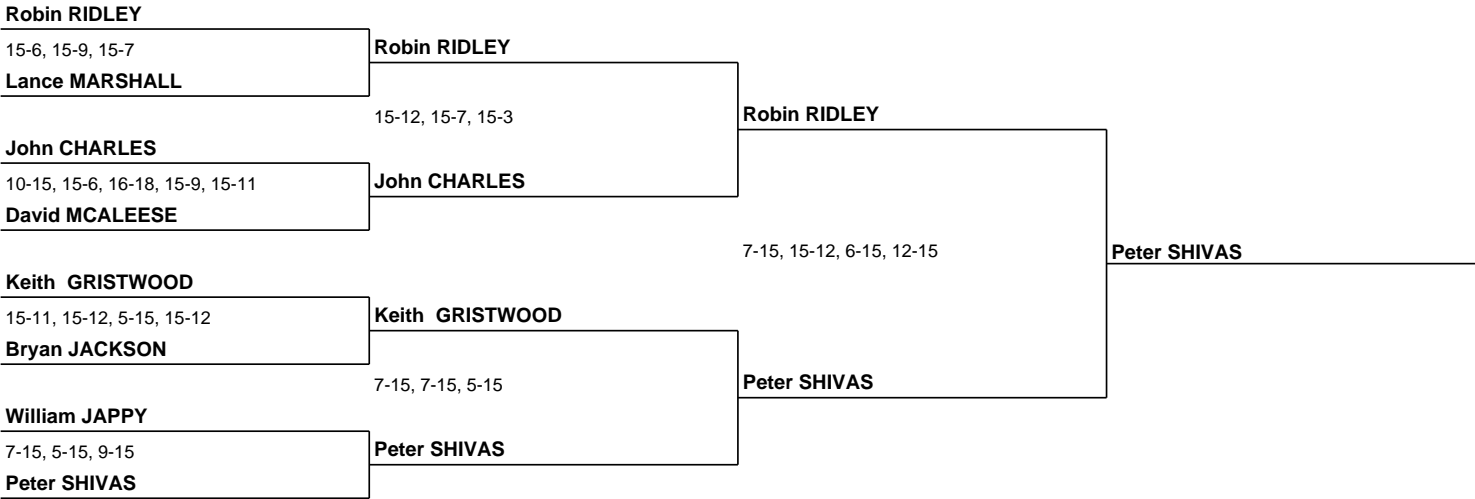 Robin RIDLEY
15-6, 15-9, 15-7
Robin RIDLEY
Lance MARSHALL
15-12, 15-7, 15-3
Robin RIDLEY
John CHARLES
10-15, 15-6, 16-18, 15-9, 15-11
John CHARLES
David MCALEESE
7-15, 15-12, 6-15, 12-15
Peter SHIVAS
Keith  GRISTWOOD
15-11, 15-12, 5-15, 15-12
Keith  GRISTWOOD
Bryan JACKSON
7-15, 7-15, 5-15
Peter SHIVAS
William JAPPY
7-15, 5-15, 9-15
Peter SHIVAS
Peter SHIVAS